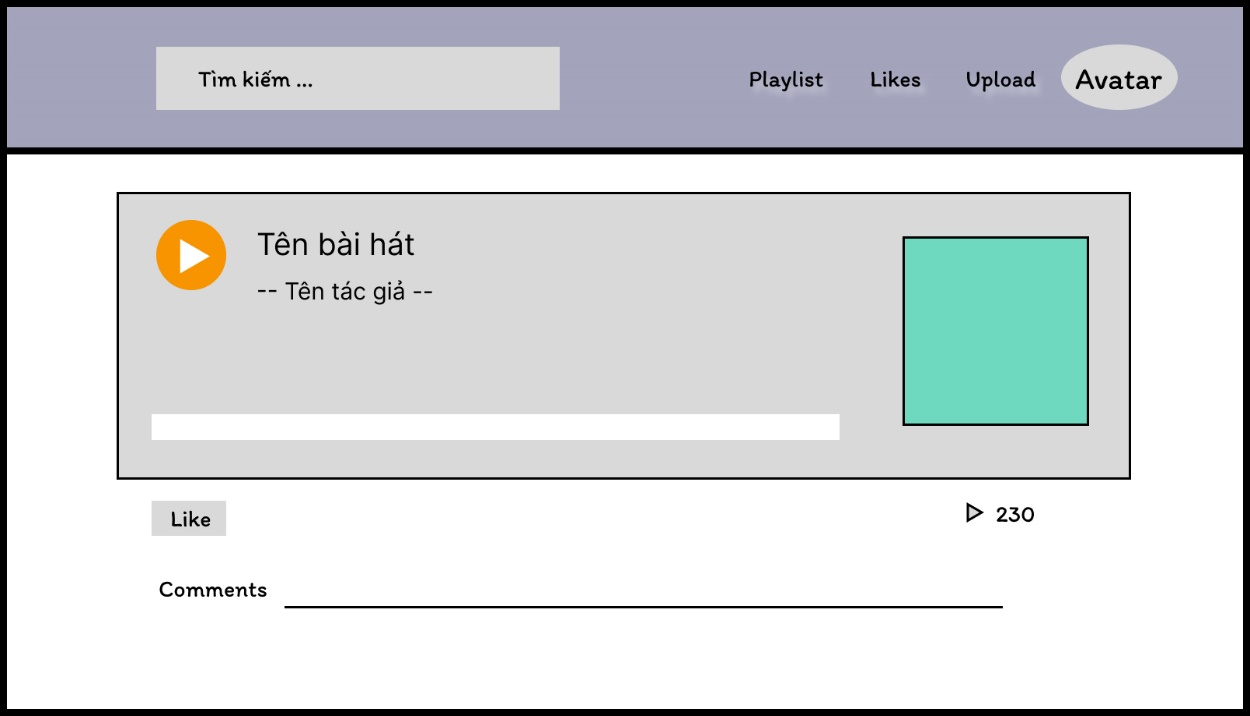 Tìm kiếm ...
Playlist
Likes
Upload
Avatar
Tên bài hát
-- Tên tác giả --
Like
230
Comments